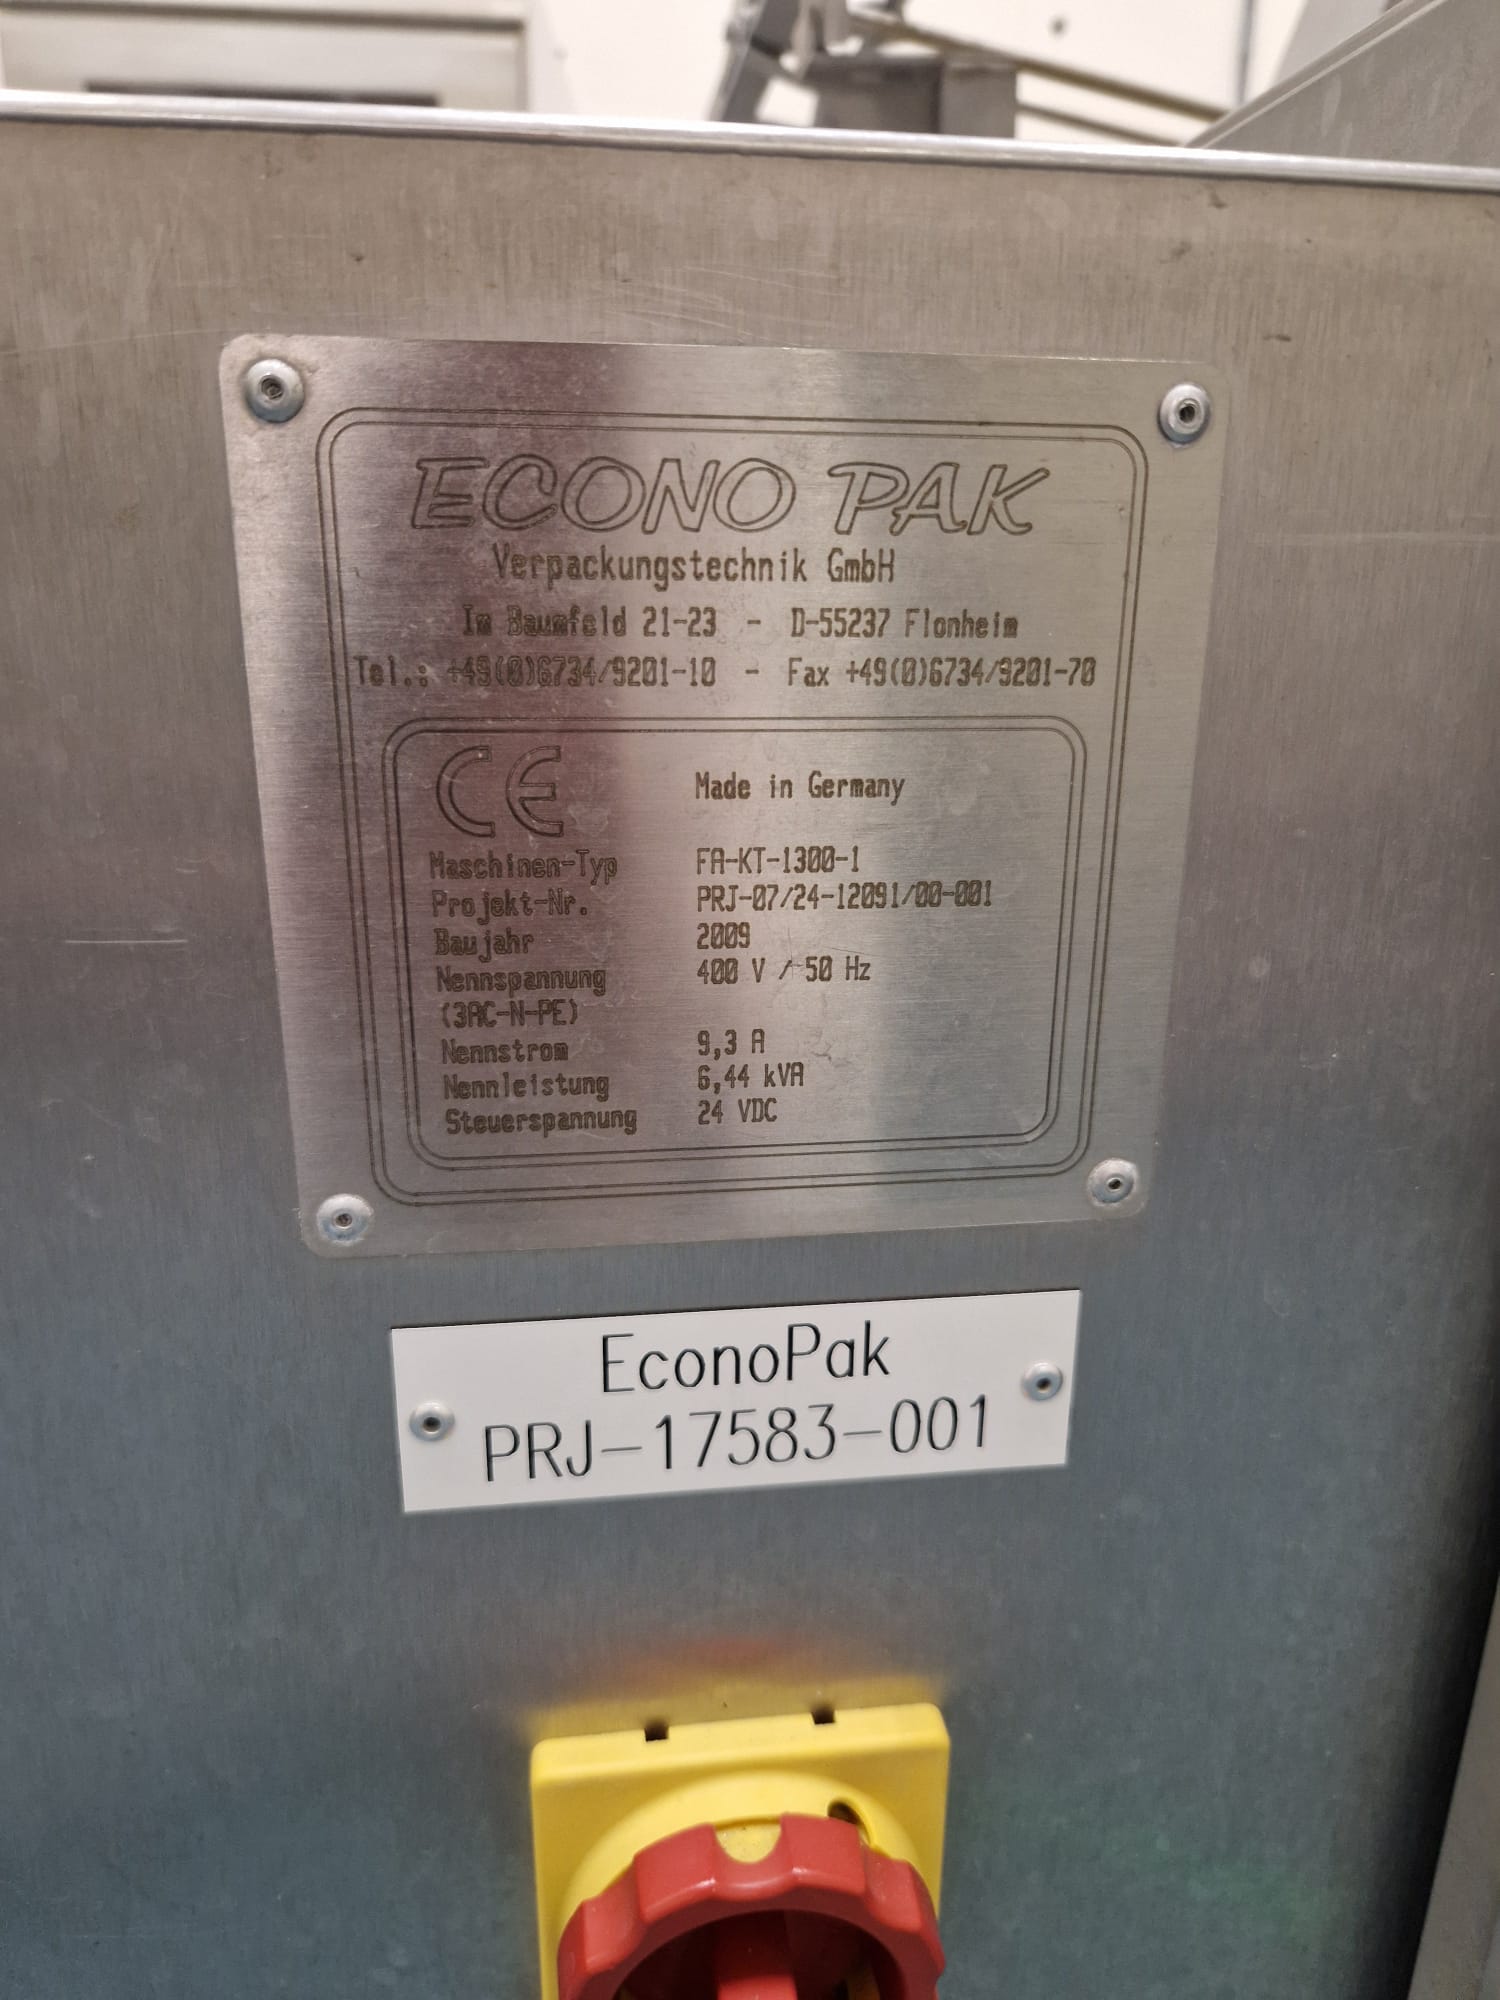 ECONO PAK
Verpackungstechnik GmbH
Im Baumfeld 21-23 - D-55237 Flonheim
Tel.: +49(0)6734/9201-10 - Fax +49(0)6734/9201-70
CE Made in Germany
Maschinen-Typ FA-KT-1300-1
Projekt-Nr. PRJ-07/24-12091/00-001
Baujahr 2009
Nennspannung 400 V / 50 Hz
(3AC-N-PE)
Nennstrom 9,3 A
Nennleistung 6,44 kVA
Steuerspannung 24 VDC
EconoPak
PRJ-17583-001